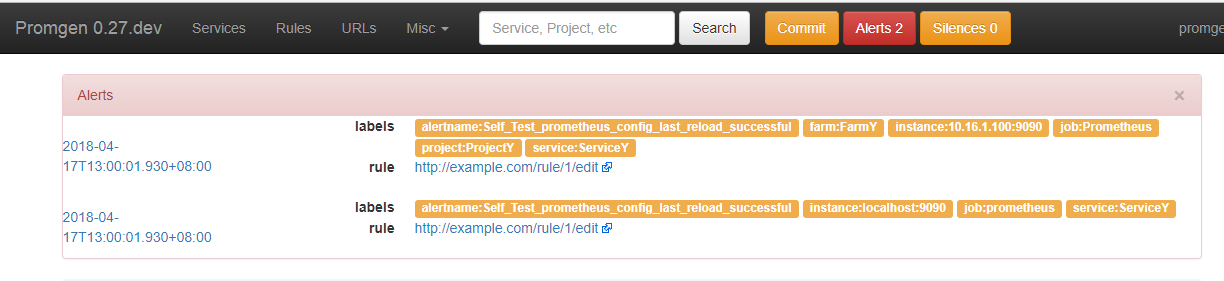 Promgen 0.27.dev Services Rules URLs Misc Service, Project, etc Search Commit Alerts 2 Silences 0 promge
Alerts ×
labels alertname:Self_Test_prometheus_config_last_reload_successful farm:FarmY instance:10.16.1.100:9090 job:Prometheus
2018-04- project:ProjectY service:ServiceY
17T13:00:01.930+08:00 rule http://example.com/rule/1/edit
labels alertname:Self_Test_prometheus_config_last_reload_successful instance:localhost:9090 job:prometheus service:ServiceY
2018-04- rule http://example.com/rule/1/edit
17T13:00:01.930+08:00